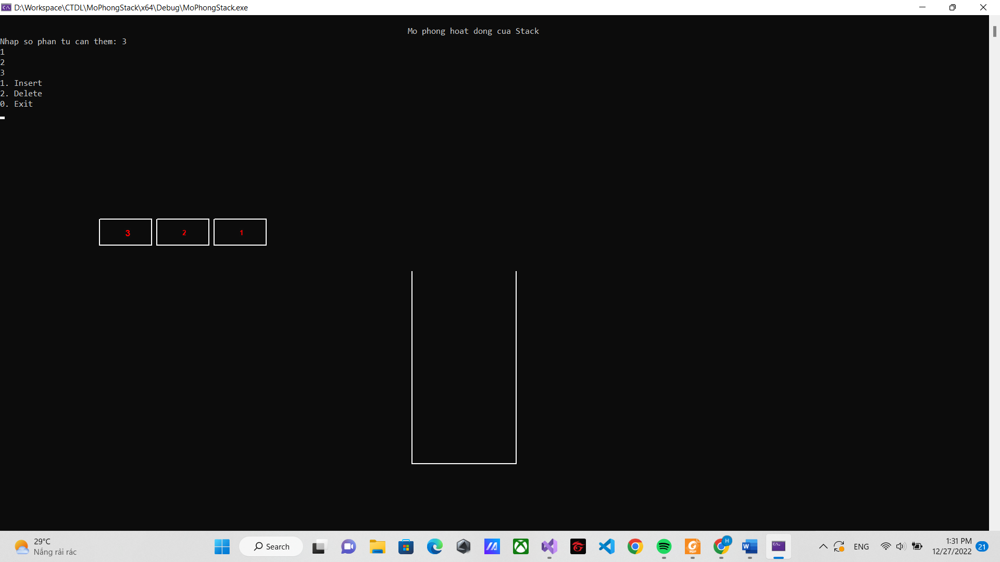 D:\Workspace\CTDL\MoPhongStack\x64\Debug\MoPhongStack.exe
Mo phong hoat dong cua Stack
Nhap so phan tu can them: 3
1
2
3
1. Insert
2. Delete
0. Exit
3 2 1
29°C
Nắng rải rác
Search
PDF
H
W
ENG
1:31 PM
12/27/2022
21